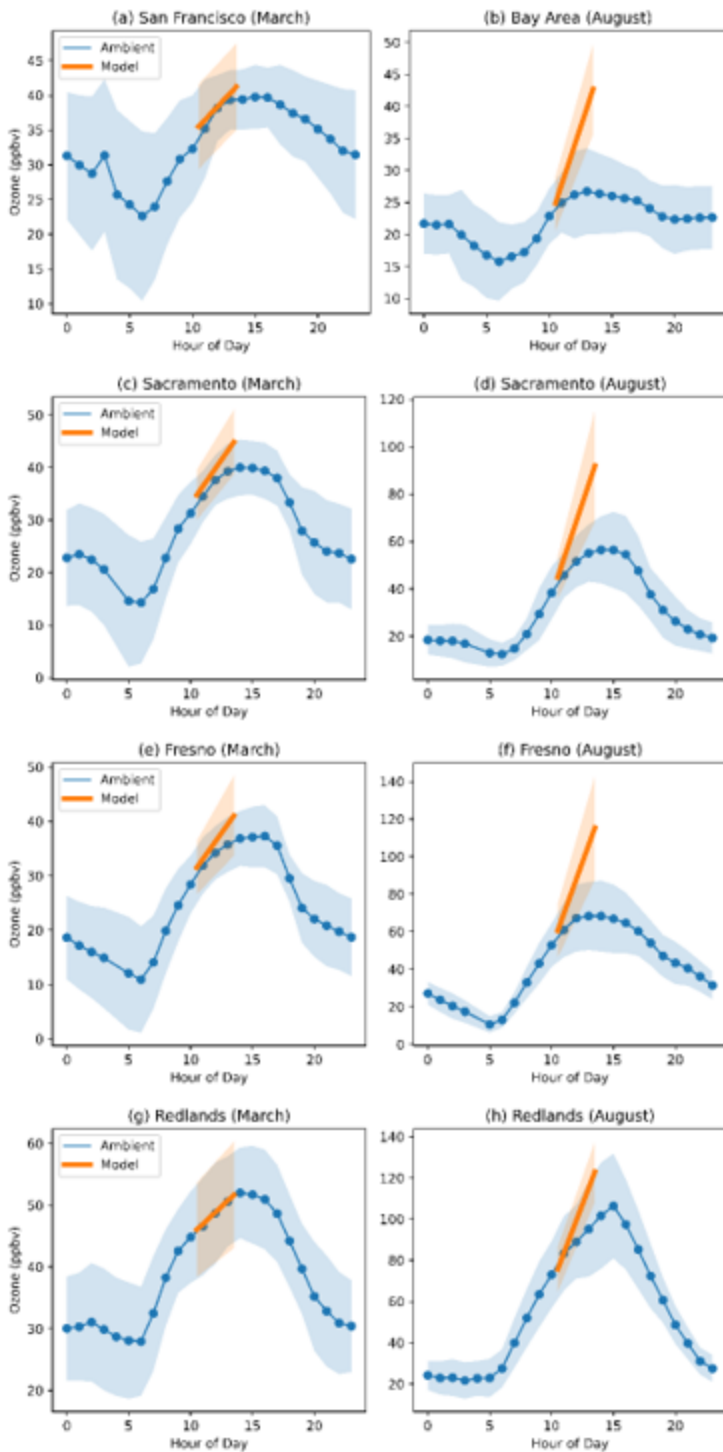 (a) San Francisco (March)
Ambient
Model
45
40
35
30
25
20
15
10
Ozone (ppbv)
0 5 10 15 20
Hour of Day
(b) Bay Area (August)
50
45
40
35
30
25
20
15
10
0 5 10 15 20
Hour of Day
(c) Sacramento (March)
Ambient
Model
50
40
30
20
10
0
Ozone (ppbv)
0 5 10 15 20
Hour of Day
(d) Sacramento (August)
120
100
80
60
40
20
0 5 10 15 20
Hour of Day
(e) Fresno (March)
Ambient
Model
50
40
30
20
10
0
Ozone (ppbv)
0 5 10 15 20
Hour of Day
(f) Fresno (August)
140
120
100
80
60
40
20
0
0 5 10 15 20
Hour of Day
(g) Redlands (March)
Ambient
Model
60
50
40
30
20
Ozone (ppbv)
0 5 10 15 20
Hour of Day
(h) Redlands (August)
140
120
100
80
60
40
20
0 5 10 15 20
Hour of Day